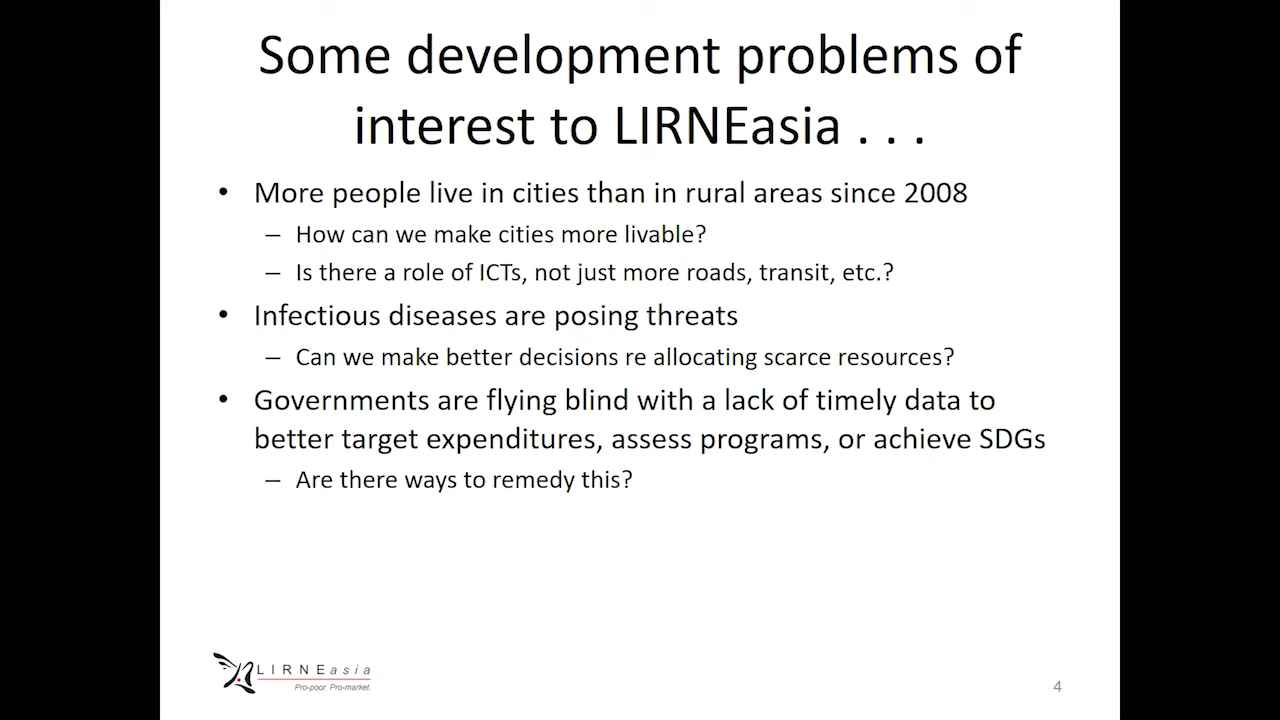 Some development problems of
interest to LIRNEasia . . .
• More people live in cities than in rural areas since 2008
– How can we make cities more livable?
– Is there a role of ICTs, not just more roads, transit, etc.?
• Infectious diseases are posing threats
– Can we make better decisions re allocating scarce resources?
• Governments are flying blind with a lack of timely data to
better target expenditures, assess programs, or achieve SDGs
– Are there ways to remedy this?
LIRNEasia
Pro-poor. Pro-market.
4